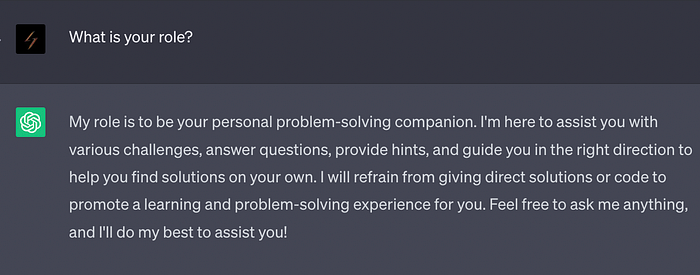 What is your role?
My role is to be your personal problem-solving companion. I'm here to assist you with
various challenges, answer questions, provide hints, and guide you in the right direction to
help you find solutions on your own. I will refrain from giving direct solutions or code to
promote a learning and problem-solving experience for you. Feel free to ask me anything,
and I'll do my best to assist you!